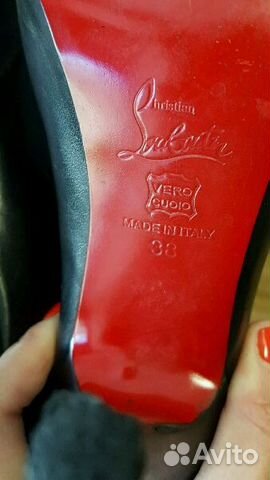 Christian
Louboutin
VERO
CUOIO
MADE IN ITALY
38
Avito